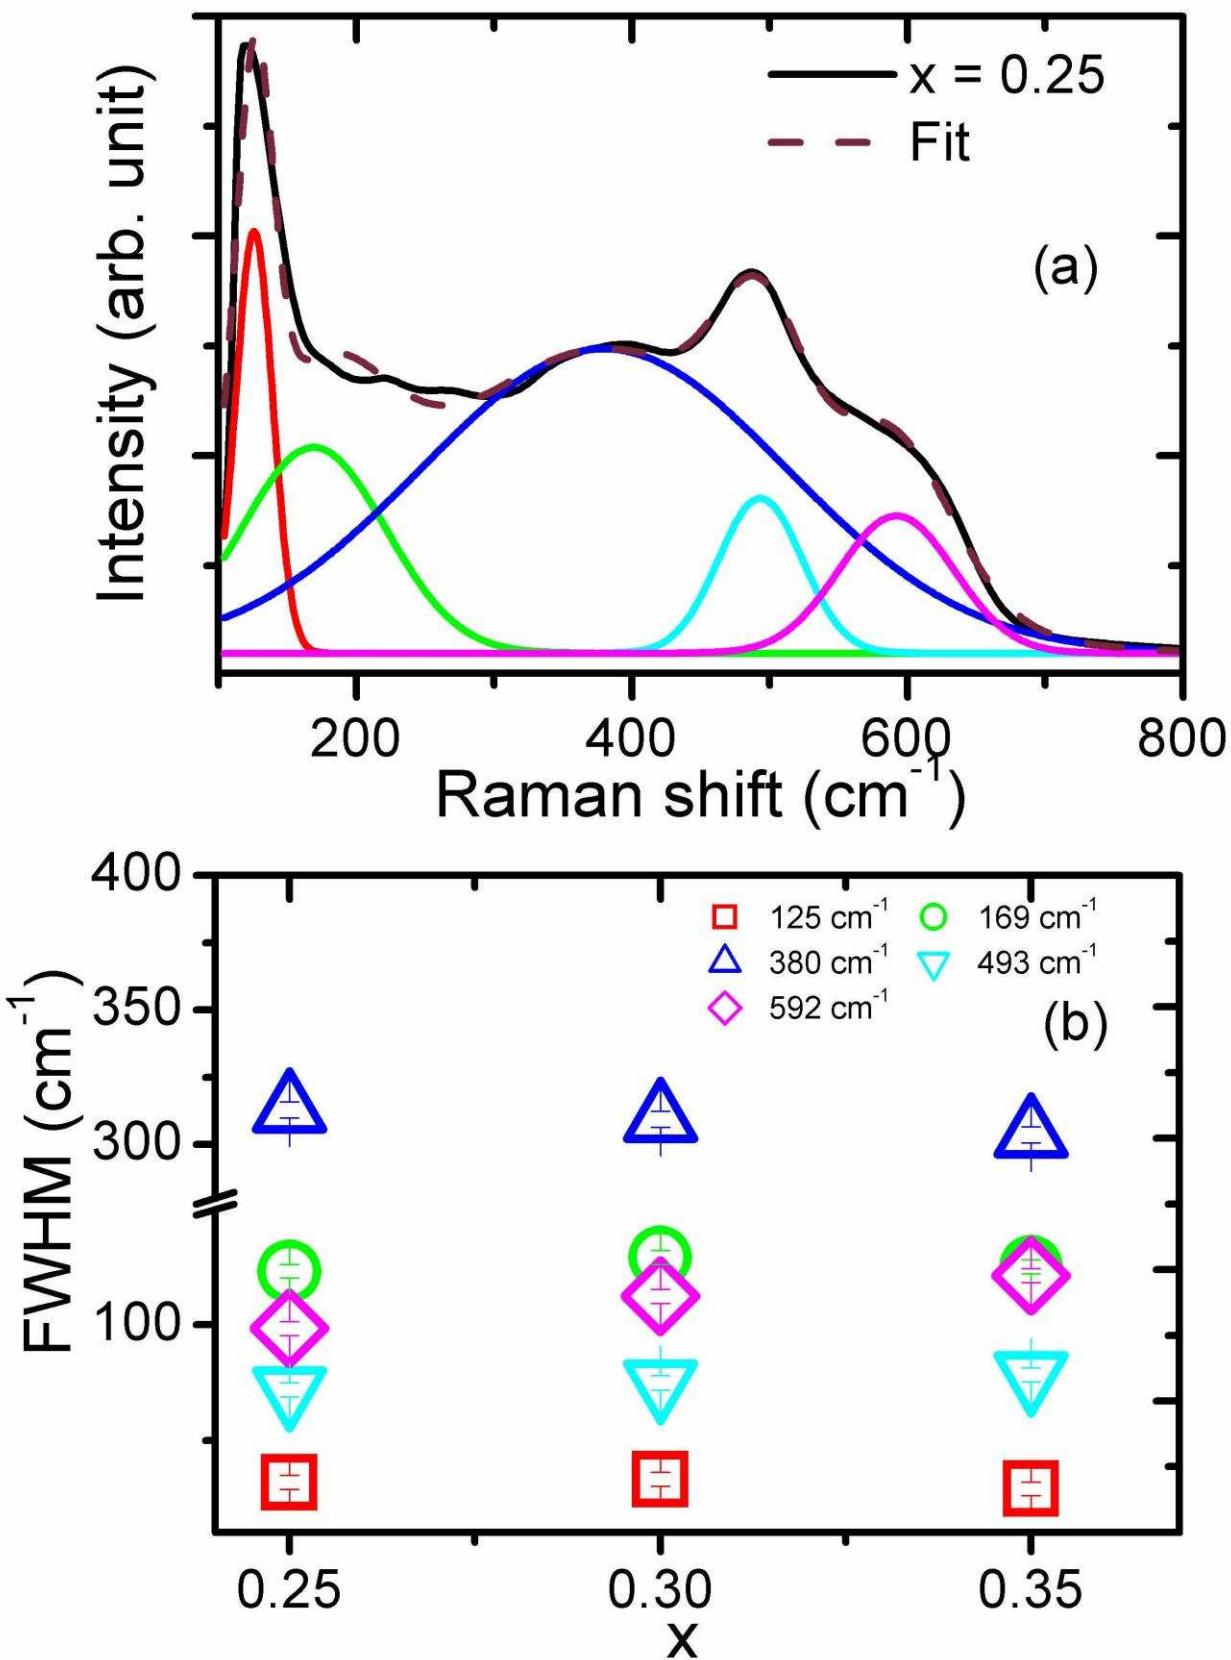 x = 0.25
Fit
(a)
Intensity (arb. unit)
200 400 600 800
Raman shift (cm⁻¹)
400
125 cm⁻¹ 169 cm⁻¹
380 cm⁻¹ 493 cm⁻¹
592 cm⁻¹
(b)
350
300
100
FWHM (cm⁻¹)
0.25 0.30 0.35
x